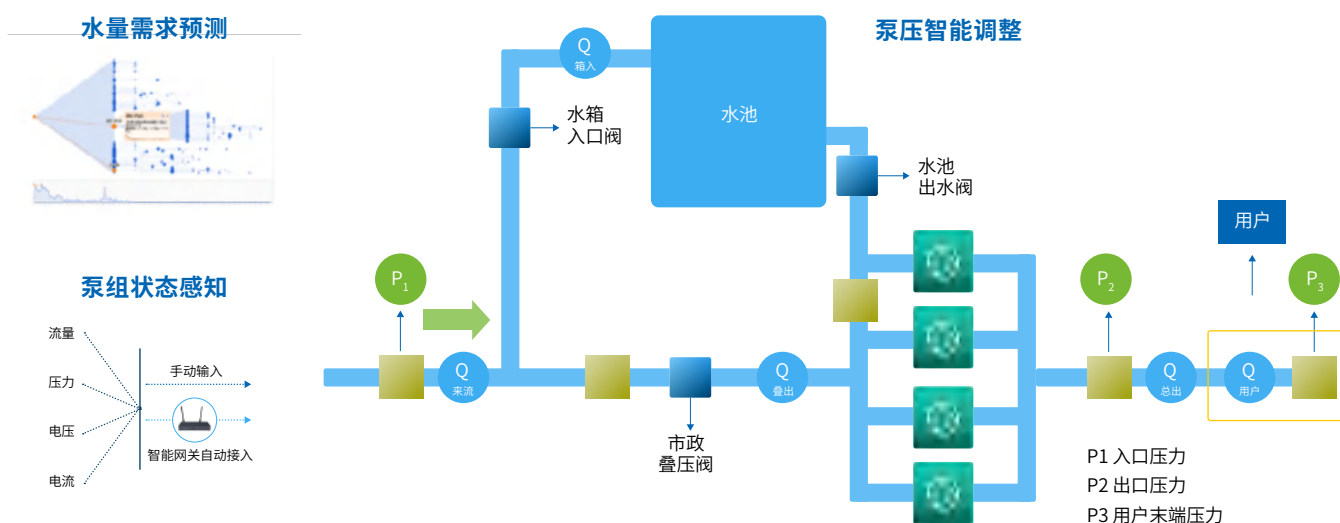 水量需求预测
泵压智能调整
Q
箱入
水池
水箱
入口阀
水池
出水阀
用户
泵组状态感知
P1
P2
P3
流量
压力
电压
电流
手动输入
智能网关自动接入
Q
来流
Q
叠出
Q
总出
Q
用户
市政
叠压阀
P1 入口压力
P2 出口压力
P3 用户末端压力